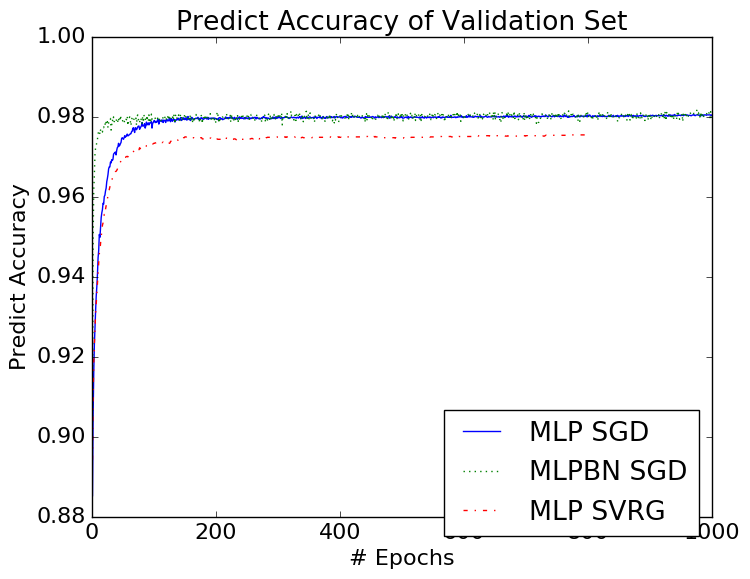 Predict Accuracy of Validation Set
1.00
0.98
0.96
0.94
0.92
0.90
0.88
Predict Accuracy
MLP SGD
MLPBN SGD
MLP SVRG
0 200 400 1000
# Epochs